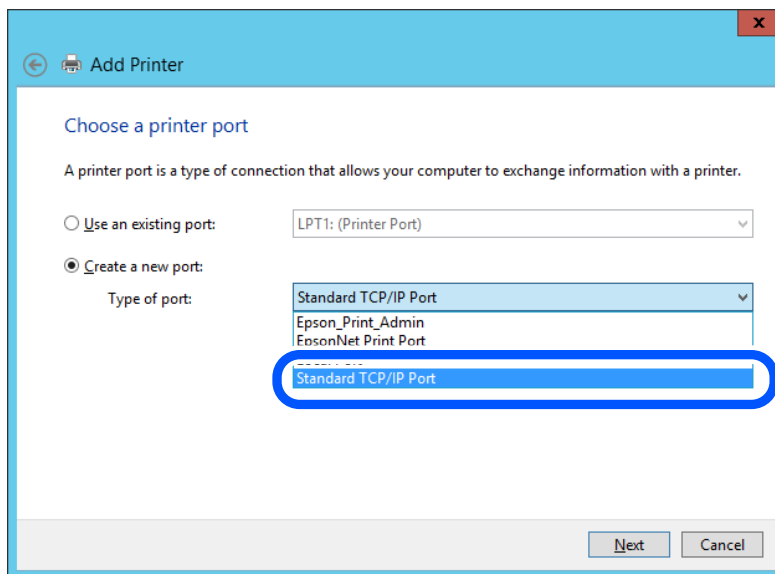 x
Add Printer
Choose a printer port
A printer port is a type of connection that allows your computer to exchange information with a printer.
Use an existing port: LPT1: (Printer Port)
Create a new port:
Type of port: Standard TCP/IP Port
Epson_Print_Admin
EpsonNet Print Port
Standard TCP/IP Port
Next Cancel